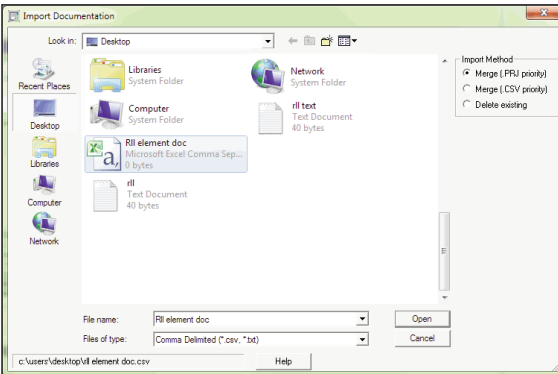 Import Documentation
Look in:
Desktop
Recent Places
Desktop
Libraries
Computer
Network
Libraries
System Folder
Network
System Folder
Computer
System Folder
rll text
Text Document
40 bytes
Rll element doc
Microsoft Excel Comma Sep...
0 bytes
rll
Text Document
40 bytes
Import Method
Merge (.PRJ priority)
Merge (.CSV priority)
Delete existing
File name:
Rll element doc
Open
Files of type:
Comma Delimited (*.csv, *.txt)
Cancel
c:\users\desktop\rll element doc.csv
Help